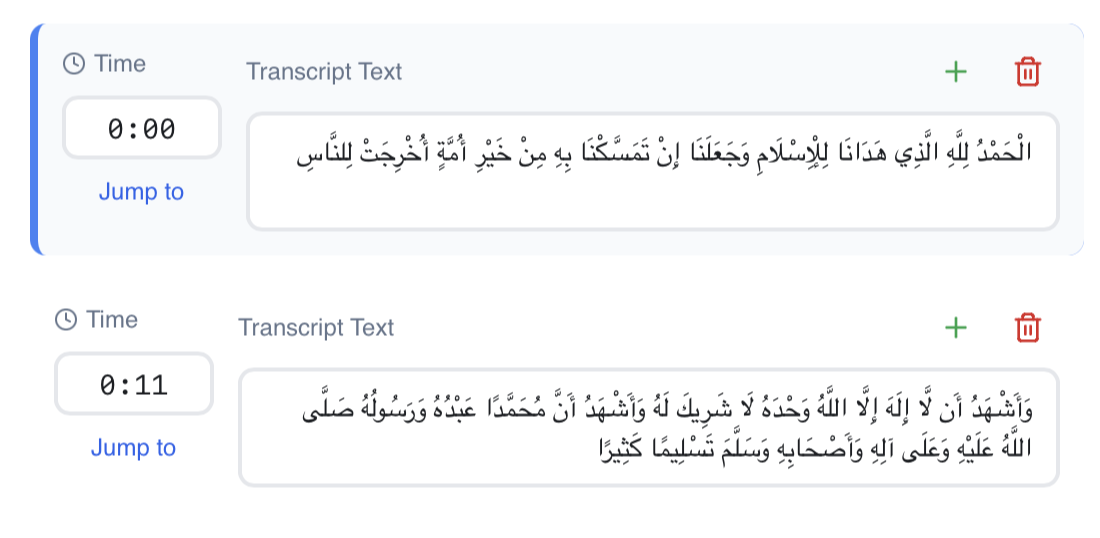 Time
Transcript Text
0:00
Jump to
الْحَمْدُ لِلَّهِ الَّذِي هَدَانَا لِلْإِسْلَامِ وَجَعَلَنَا إِنْ تَمَسَّكْنَا بِهِ مِنْ خَيْرِ أُمَّةٍ أُخْرِجَتْ لِلنَّاسِ
Time
Transcript Text
0:11
Jump to
وَأَشْهَدُ أَن لَّا إِلَهَ إِلَّا اللَّهُ وَحْدَهُ لَا شَرِيكَ لَهُ وَأَشْهَدُ أَنَّ مُحَمَّدًا عَبْدُهُ وَرَسُولُهُ صَلَّى
اللَّهُ عَلَيْهِ وَعَلَى آلِهِ وَأَصْحَابِهِ وَسَلَّمَ تَسْلِيمًا كَثِيرًا